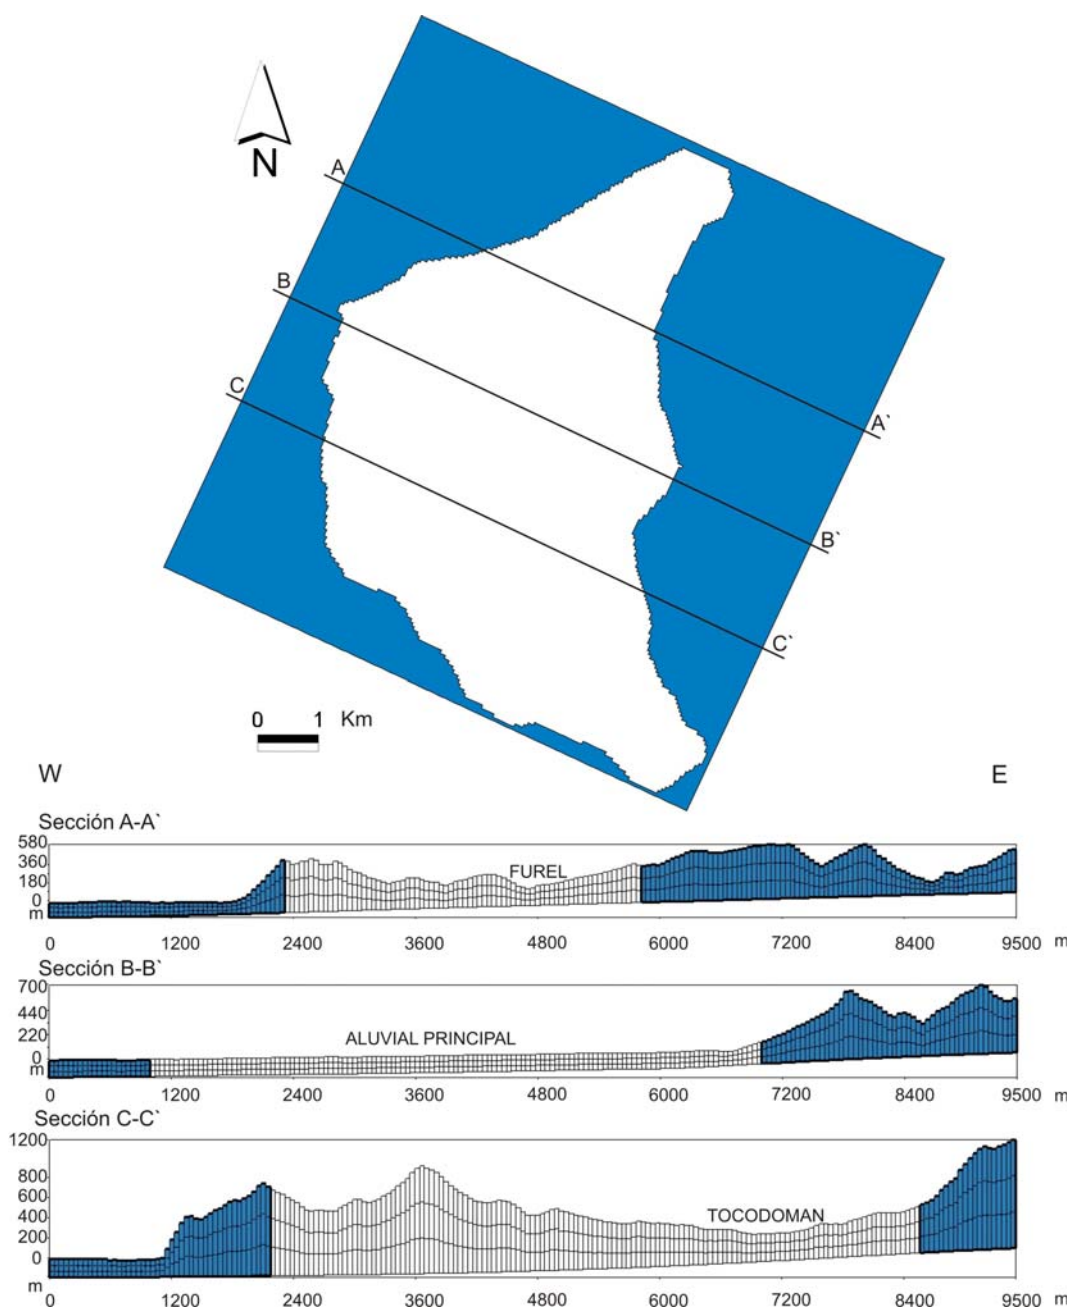 N
A
B
C
A`
B`
C`
0 1 Km
W E
Sección A-A`
580
360
180
0
m
FUREL
0 1200 2400 3600 4800 6000 7200 8400 9500 m
Sección B-B`
700
440
220
0
m
ALUVIAL PRINCIPAL
0 1200 2400 3600 4800 6000 7200 8400 9500 m
Sección C-C`
1200
800
600
400
200
0
m
TOCODOMAN
0 1200 2400 3600 4800 6000 7200 8400 9500 m